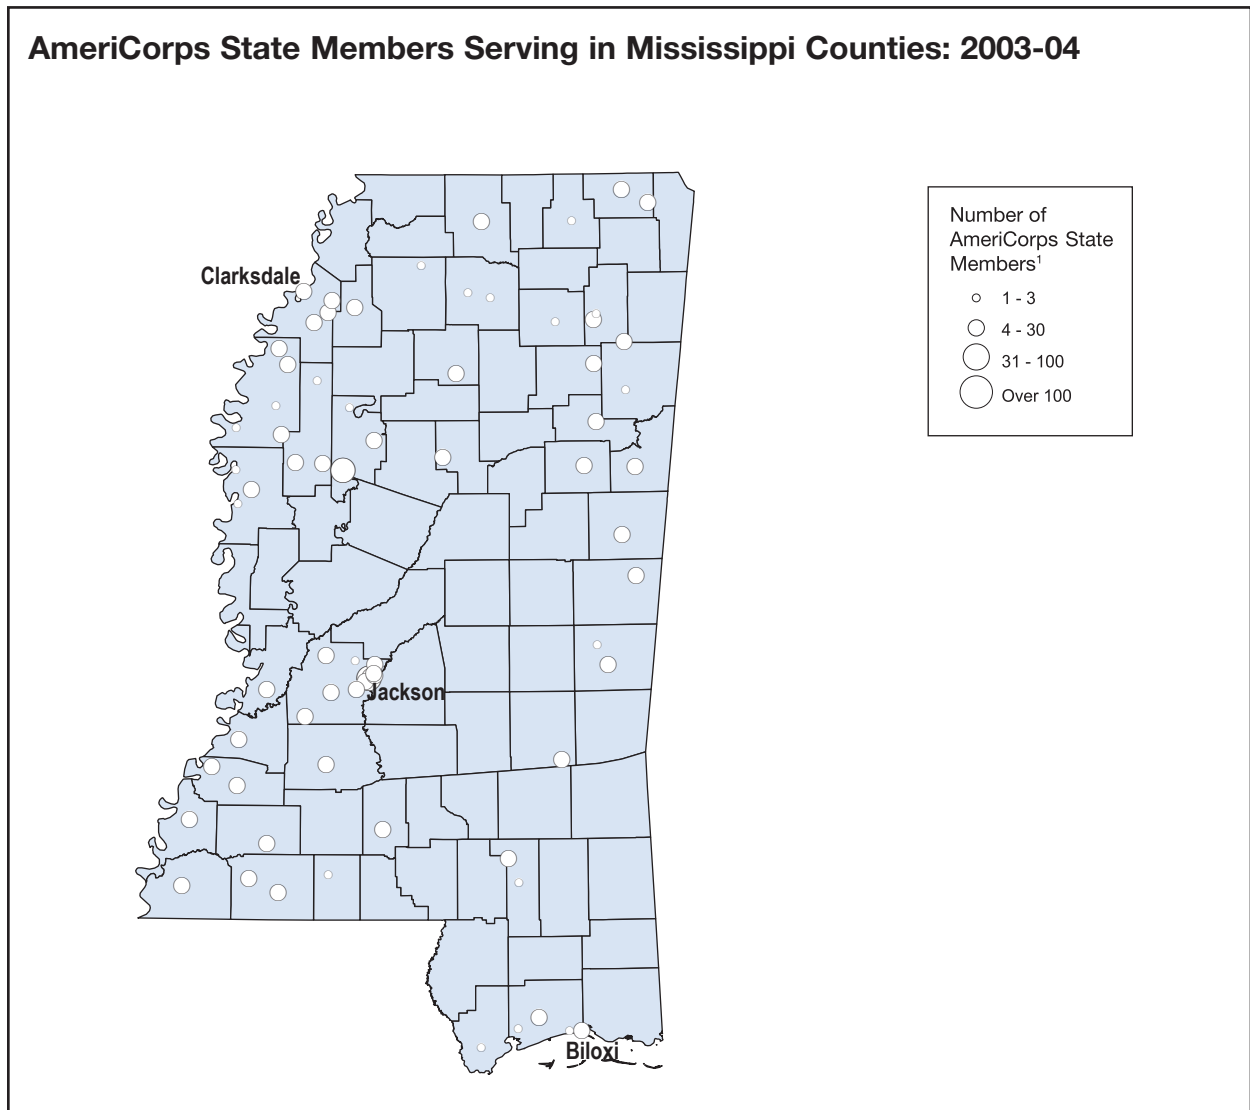 AmeriCorps State Members Serving in Mississippi Counties: 2003-04
Number of
AmeriCorps State
Members¹
1 - 3
4 - 30
31 - 100
Over 100
Clarksdale
Jackson
Biloxi